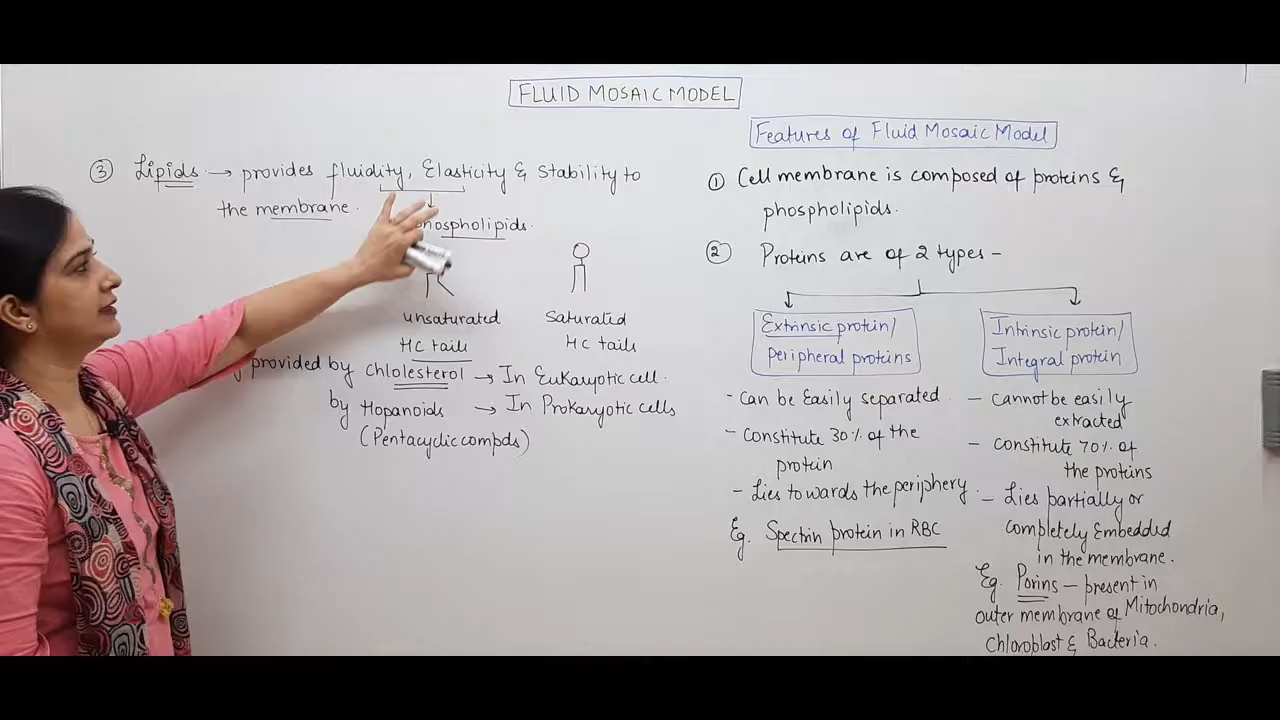 FLUID MOSAIC MODEL
③ Lipids → provides fluidity, Elasticity & Stability to
the membrane.
phospholipids.
unsaturated
HC tails
Saturated
HC tails
provided by chlolesterol → In Eukaryotic cell.
by Hopanoids → In Prokaryotic cells
(Pentacyclic compds)
Features of Fluid Mosaic Model
① Cell membrane is composed of proteins &
phospholipids.
② Proteins are of 2 types -
Extrinsic protein/
Peripheral proteins
- Can be Easily separated.
- Constitute 30% of the
protein
- Lies towards the periphery.
Eg. Spectrin protein in RBC
Intrinsic protein/
Integral protein
- Cannot be easily
extracted
- Constitute 70% of
the proteins
- Lies partially or
completely Embedded
in the membrane.
Eg. Porins - present in
outer membrane of Mitochondria,
Chloroplast & Bacteria.